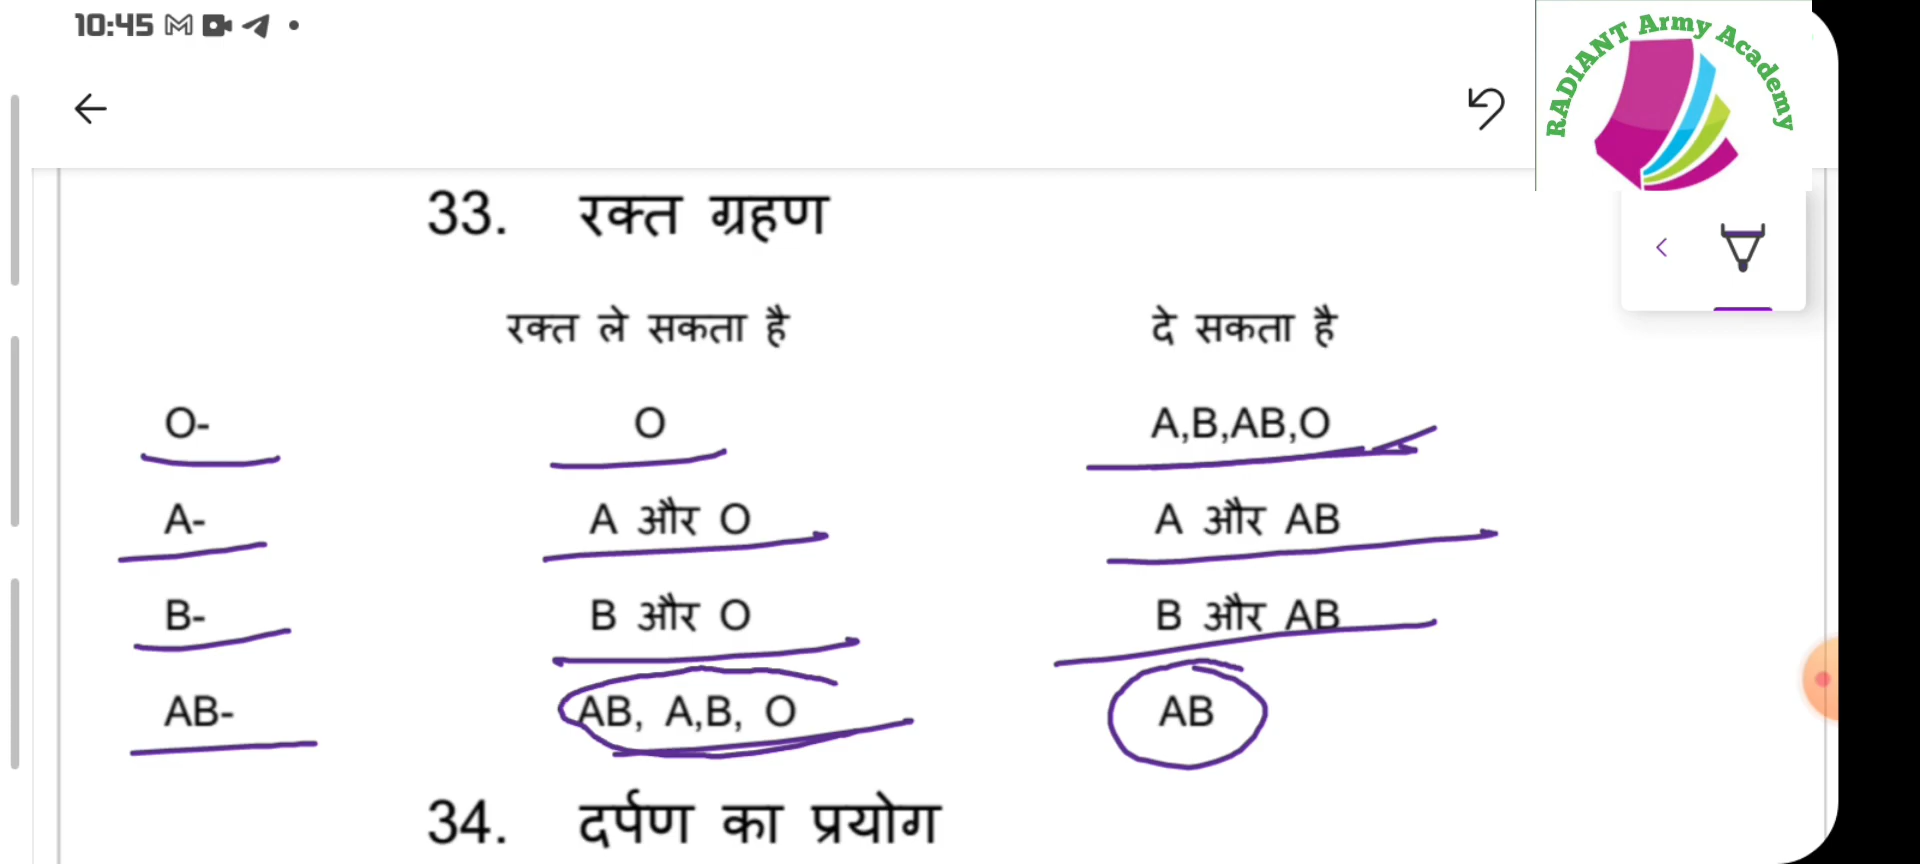 10:45
RADIANT Army Academy
33. रक्त ग्रहण
रक्त ले सकता है दे सकता है
O- O A,B,AB,O
A- A और O A और AB
B- B और O B और AB
AB- AB, A,B, O AB
34. दर्पण का प्रयोग